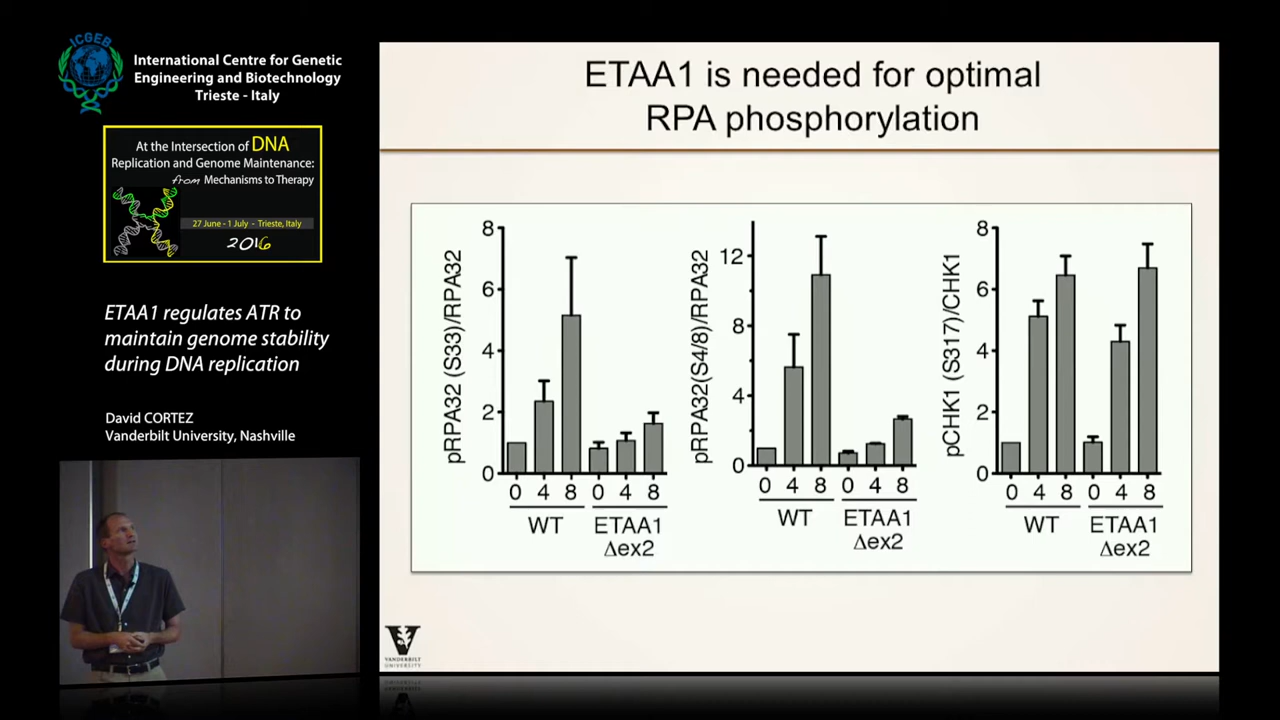 ICGEB
International Centre for Genetic
Engineering and Biotechnology
Trieste - Italy
At the Intersection of DNA
Replication and Genome Maintenance:
from Mechanisms to Therapy
27 June - 1 July – Trieste, Italy
2016
ETAA1 regulates ATR to
maintain genome stability
during DNA replication
David CORTEZ
Vanderbilt University, Nashville
ETAA1 is needed for optimal
RPA phosphorylation
pRPA32 (S33)/RPA32
8
6
4
2
0
0 4 8 0 4 8
WT ETAA1
Δex2
pRPA32(S4/8)/RPA32
12
8
4
0
0 4 8 0 4 8
WT ETAA1
Δex2
pCHK1 (S317)/CHK1
8
6
4
2
0
0 4 8 0 4 8
WT ETAA1
Δex2
VANDERBILT
UNIVERSITY